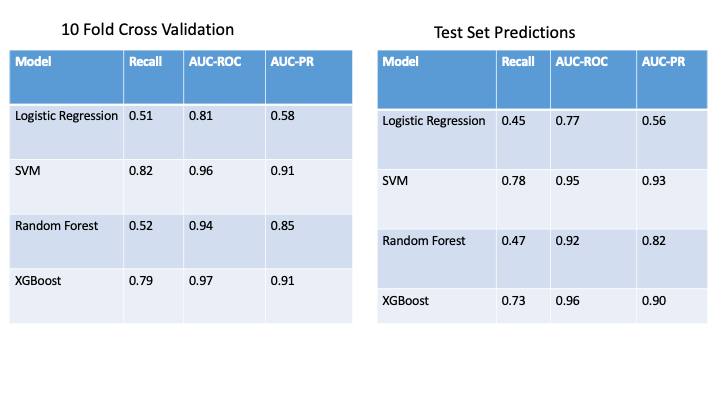 10 Fold Cross Validation
Model Recall AUC-ROC AUC-PR
Logistic Regression 0.51 0.81 0.58
SVM 0.82 0.96 0.91
Random Forest 0.52 0.94 0.85
XGBoost 0.79 0.97 0.91
Test Set Predictions
Model Recall AUC-ROC AUC-PR
Logistic Regression 0.45 0.77 0.56
SVM 0.78 0.95 0.93
Random Forest 0.47 0.92 0.82
XGBoost 0.73 0.96 0.90